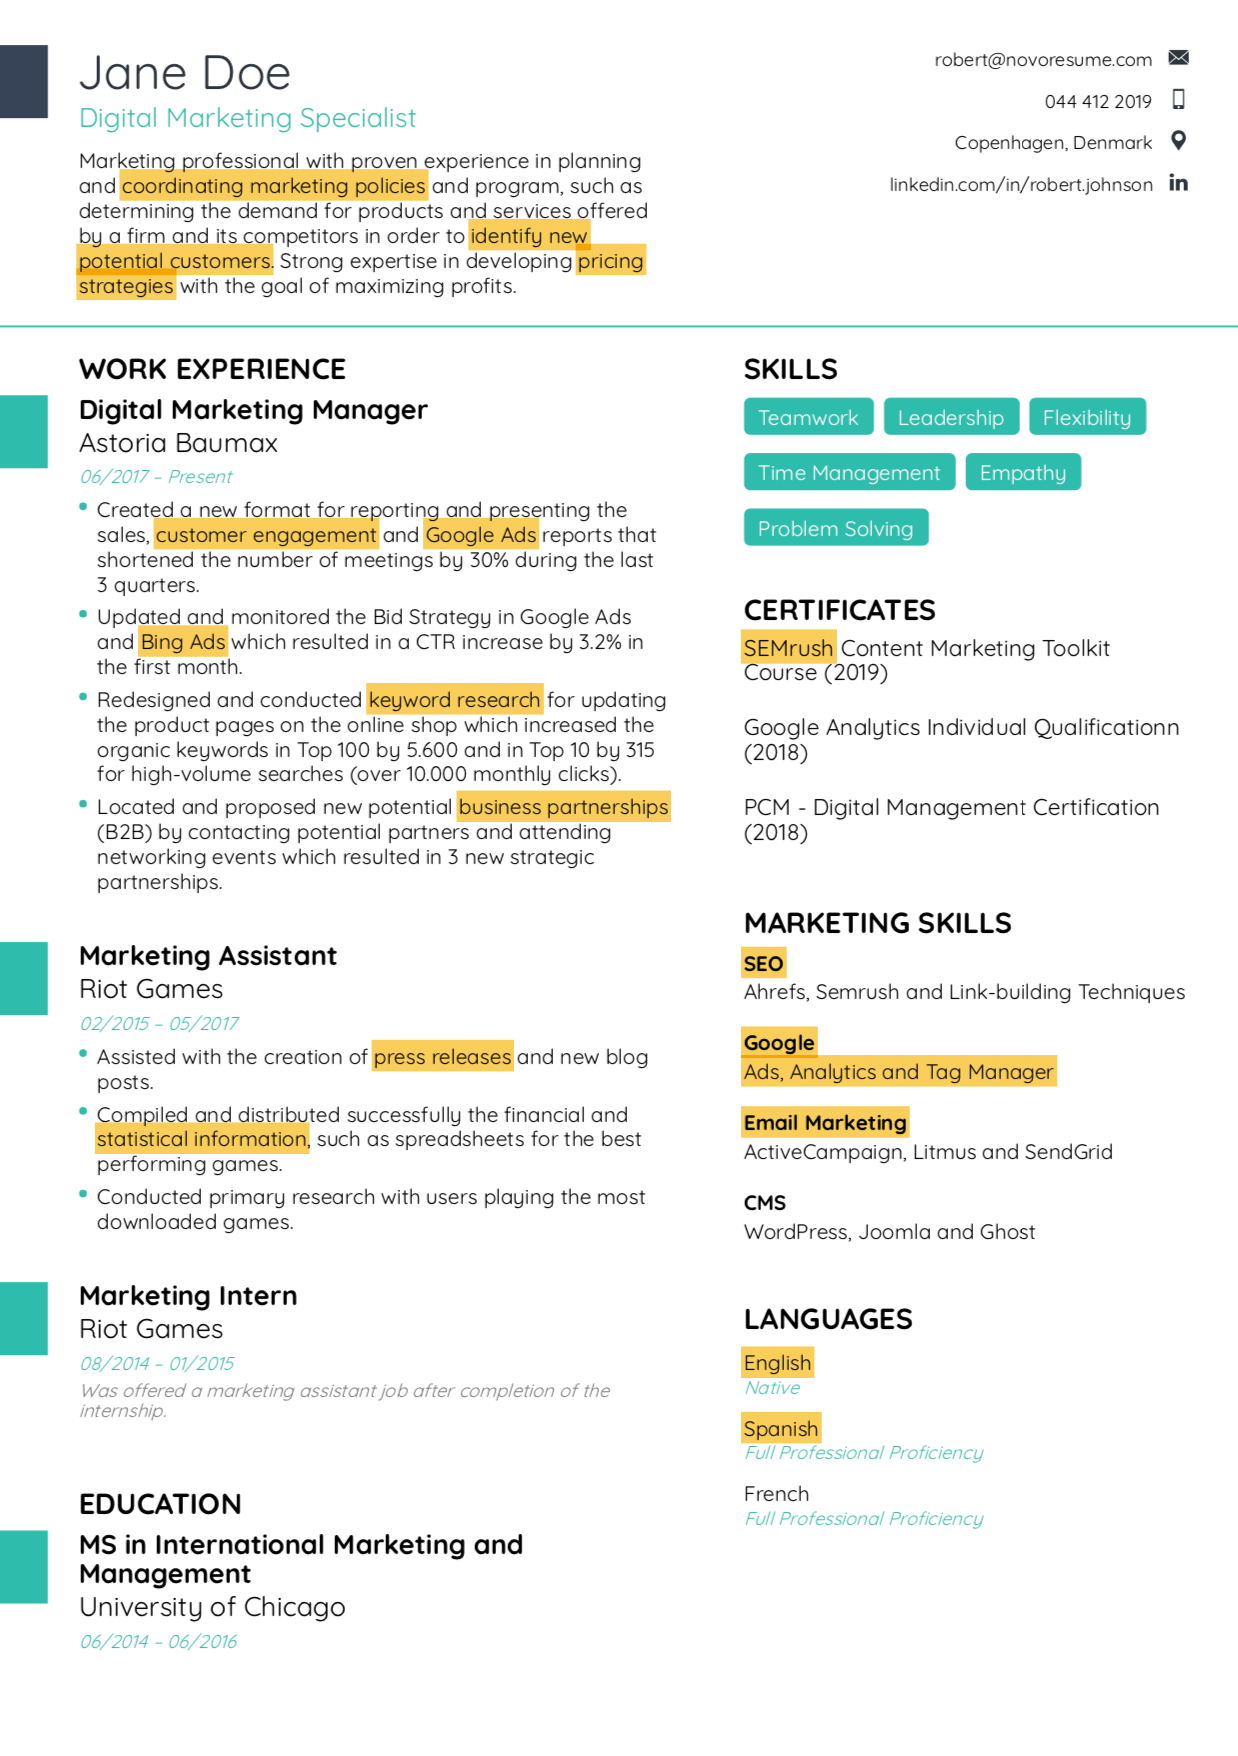 Jane Doe
Digital Marketing Specialist
Marketing professional with proven experience in planning
and coordinating marketing policies and program, such as
determining the demand for products and services offered
by a firm and its competitors in order to identify new
potential customers. Strong expertise in developing pricing
strategies with the goal of maximizing profits.
robert@novoresume.com
044 412 2019
Copenhagen, Denmark
linkedin.com/in/robert.johnson
WORK EXPERIENCE
Digital Marketing Manager
Astoria Baumax
06/2017 – Present
Created a new format for reporting and presenting the
sales, customer engagement and Google Ads reports that
shortened the number of meetings by 30% during the last
3 quarters.
Updated and monitored the Bid Strategy in Google Ads
and Bing Ads which resulted in a CTR increase by 3.2% in
the first month.
Redesigned and conducted keyword research for updating
the product pages on the online shop which increased the
organic keywords in Top 100 by 5.600 and in Top 10 by 315
for high-volume searches (over 10.000 monthly clicks).
Located and proposed new potential business partnerships
(B2B) by contacting potential partners and attending
networking events which resulted in 3 new strategic
partnerships.
Marketing Assistant
Riot Games
02/2015 – 05/2017
Assisted with the creation of press releases and new blog
posts.
Compiled and distributed successfully the financial and
statistical information, such as spreadsheets for the best
performing games.
Conducted primary research with users playing the most
downloaded games.
Marketing Intern
Riot Games
08/2014 – 01/2015
Was offered a marketing assistant job after completion of the
internship.
EDUCATION
MS in International Marketing and
Management
University of Chicago
06/2014 – 06/2016
SKILLS
Teamwork Leadership Flexibility
Time Management Empathy
Problem Solving
CERTIFICATES
SEMrush Content Marketing Toolkit
Course (2019)
Google Analytics Individual Qualificationn
(2018)
PCM - Digital Management Certification
(2018)
MARKETING SKILLS
SEO
Ahrefs, Semrush and Link-building Techniques
Google
Ads, Analytics and Tag Manager
Email Marketing
ActiveCampaign, Litmus and SendGrid
CMS
WordPress, Joomla and Ghost
LANGUAGES
English
Native
Spanish
Full Professional Proficiency
French
Full Professional Proficiency